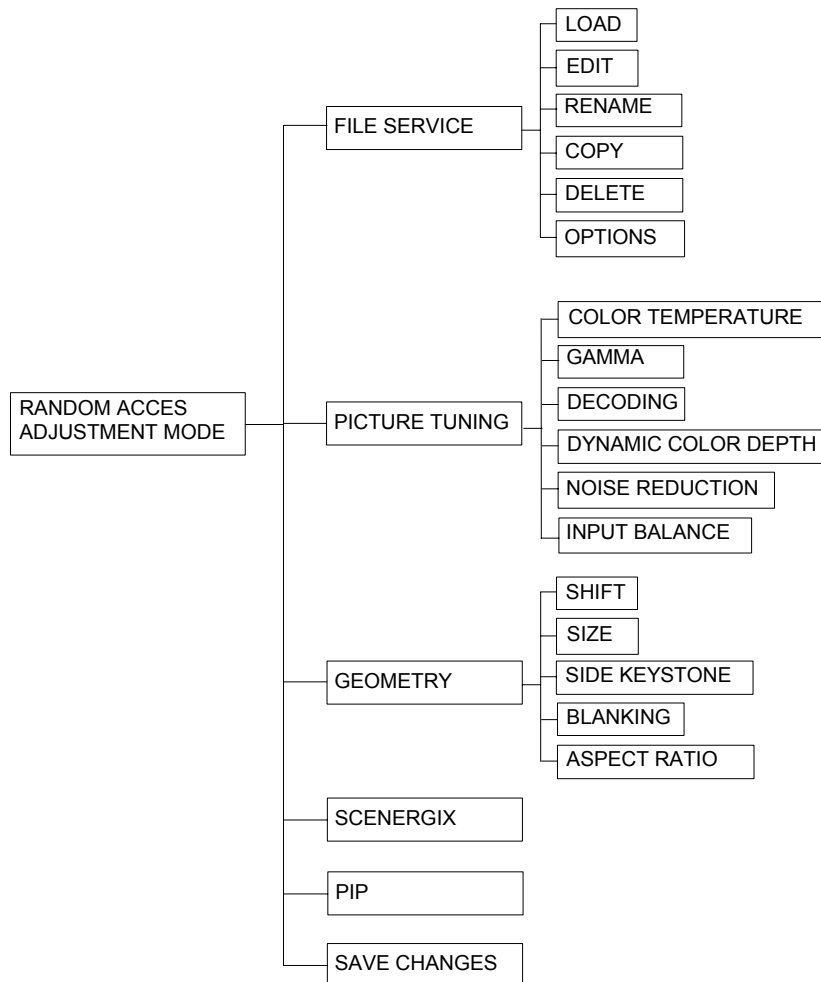 RANDOM ACCES
ADJUSTMENT MODE
FILE SERVICE
LOAD
EDIT
RENAME
COPY
DELETE
OPTIONS
PICTURE TUNING
COLOR TEMPERATURE
GAMMA
DECODING
DYNAMIC COLOR DEPTH
NOISE REDUCTION
INPUT BALANCE
GEOMETRY
SHIFT
SIZE
SIDE KEYSTONE
BLANKING
ASPECT RATIO
SCENERGIX
PIP
SAVE CHANGES